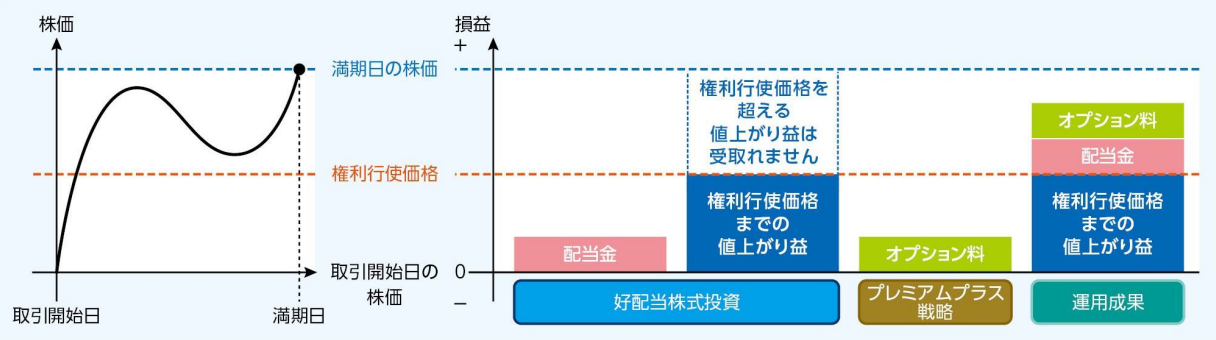 株価
満期日の株価
権利行使価格
取引開始日の
株価
取引開始日
満期日
損益
+
0
−
配当金
権利行使価格を
超える
値上がり益は
受取れません
権利行使価格
までの
値上がり益
オプション料
オプション料
配当金
権利行使価格
までの
値上がり益
好配当株式投資
プレミアムプラス
戦略
運用成果